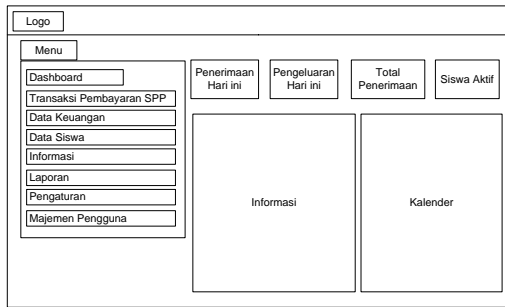 Logo
Menu
Dashboard
Transaksi Pembayaran SPP
Data Keuangan
Data Siswa
Informasi
Laporan
Pengaturan
Majemen Pengguna
Penerimaan
Hari ini
Pengeluaran
Hari ini
Total
Penerimaan
Siswa Aktif
Informasi
Kalender